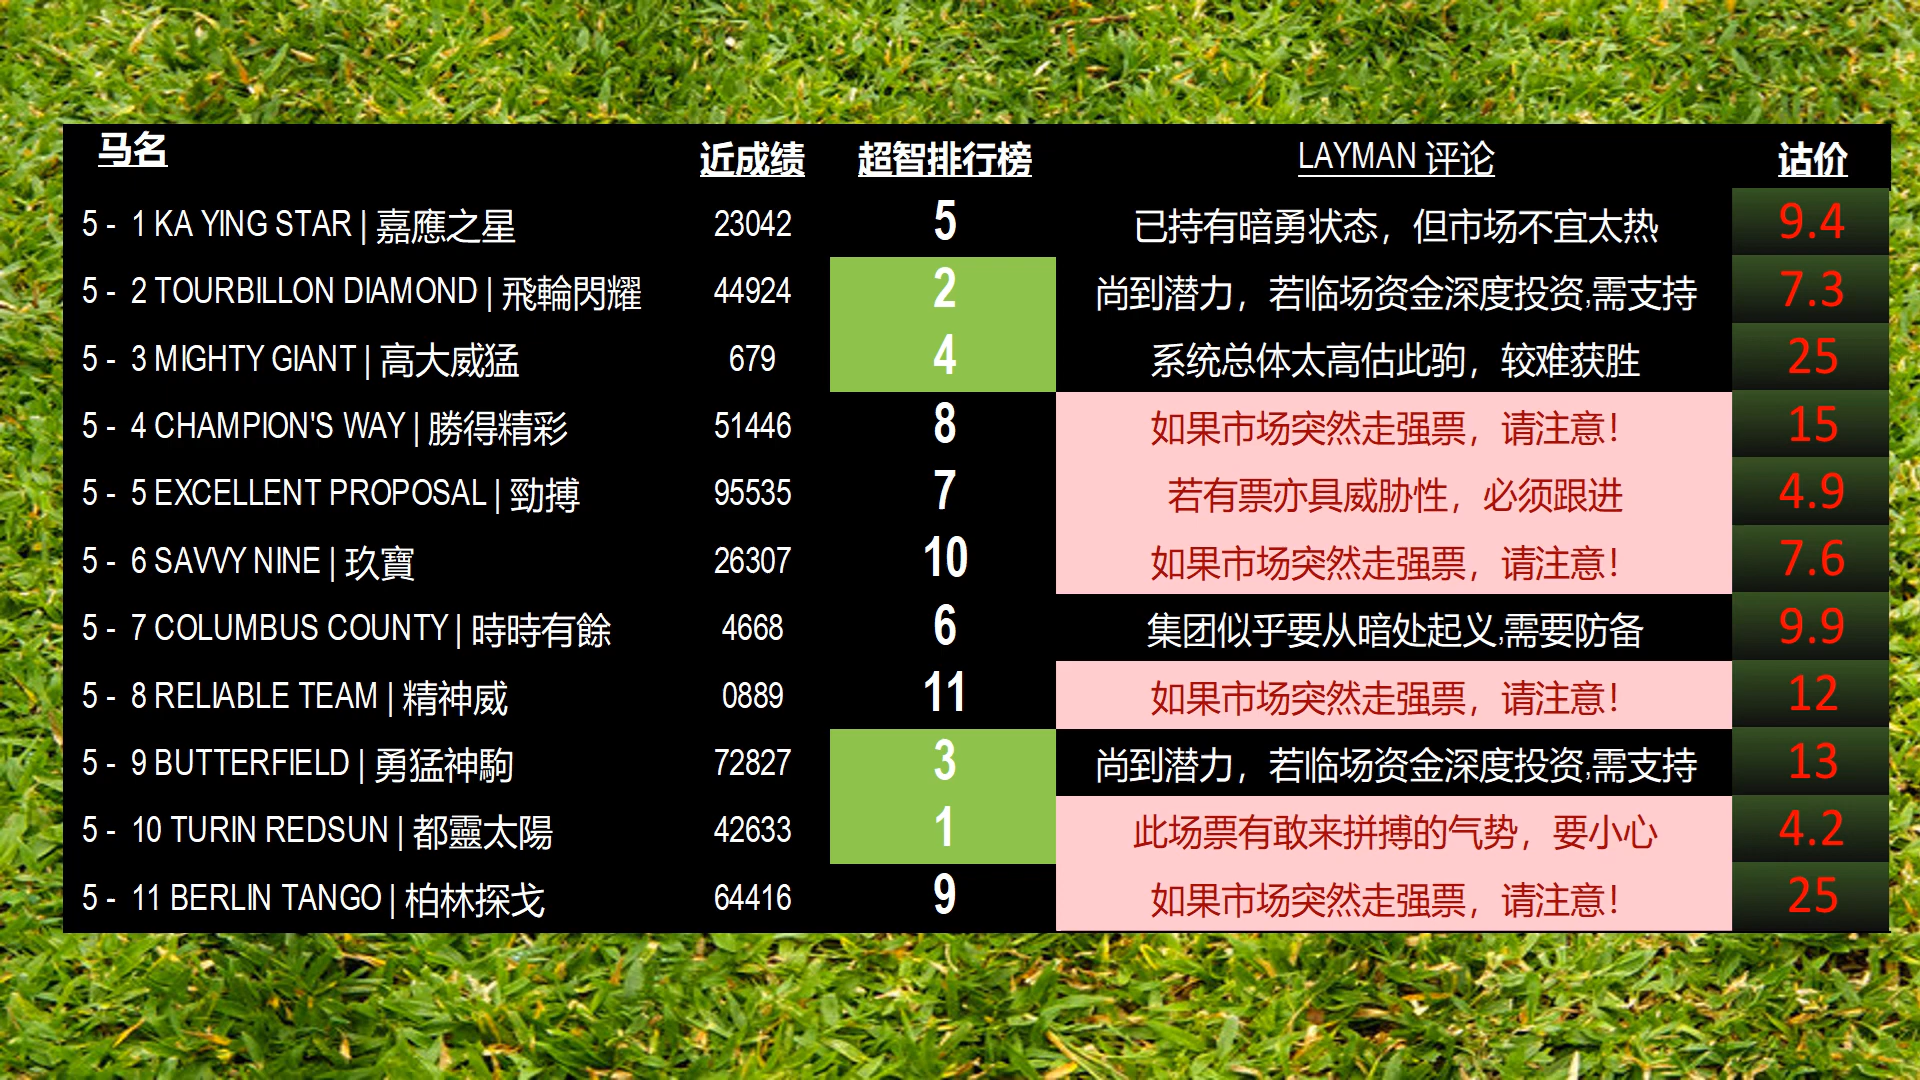 马名 近成绩 超智排行榜 LAYMAN 评论 诂价
5 - 1 KA YING STAR | 嘉應之星 23042 5 已持有暗勇状态，但市场不宜太热 9.4
5 - 2 TOURBILLON DIAMOND | 飛輪閃耀 44924 2 尚到潜力，若临场资金深度投资,需支持 7.3
5 - 3 MIGHTY GIANT | 高大威猛 679 4 系统总体太高估此驹，较难获胜 25
5 - 4 CHAMPION'S WAY | 勝得精彩 51446 8 如果市场突然走强票，请注意！ 15
5 - 5 EXCELLENT PROPOSAL | 勁搏 95535 7 若有票亦具威胁性，必须跟进 4.9
5 - 6 SAVVY NINE | 玖寶 26307 10 如果市场突然走强票，请注意！ 7.6
5 - 7 COLUMBUS COUNTY | 時時有餘 4668 6 集团似乎要从暗处起义,需要防备 9.9
5 - 8 RELIABLE TEAM | 精神威 0889 11 如果市场突然走强票，请注意！ 12
5 - 9 BUTTERFIELD | 勇猛神駒 72827 3 尚到潜力，若临场资金深度投资,需支持 13
5 - 10 TURIN REDSUN | 都靈太陽 42633 1 此场票有敢来拼搏的气势，要小心 4.2
5 - 11 BERLIN TANGO | 柏林探戈 64416 9 如果市场突然走强票，请注意！ 25